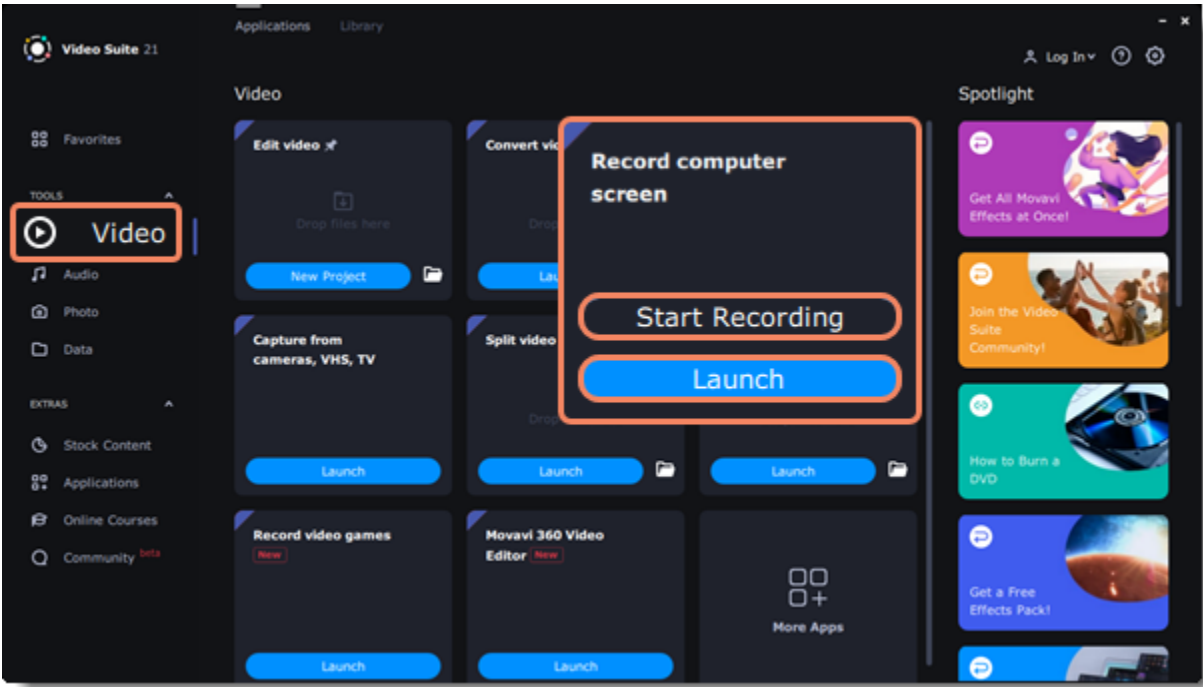 Applications Library
Video Suite 21
Log In
Video
Spotlight
Favorites
TOOLS
Video
Audio
Photo
Data
EXTRAS
Stock Content
Applications
Online Courses
Community beta
Edit video
Drop files here
New Project
Convert
Record computer
screen
Start Recording
Launch
Capture from
cameras, VHS, TV
Launch
Split video
Drop
Launch
Launch
Record video games
New
Launch
Movavi 360 Video
Editor New
Launch
More Apps
Get All Movavi
Effects at Once!
Join the Video
Suite
Community!
How to Burn a
DVD
Get a Free
Effects Pack!